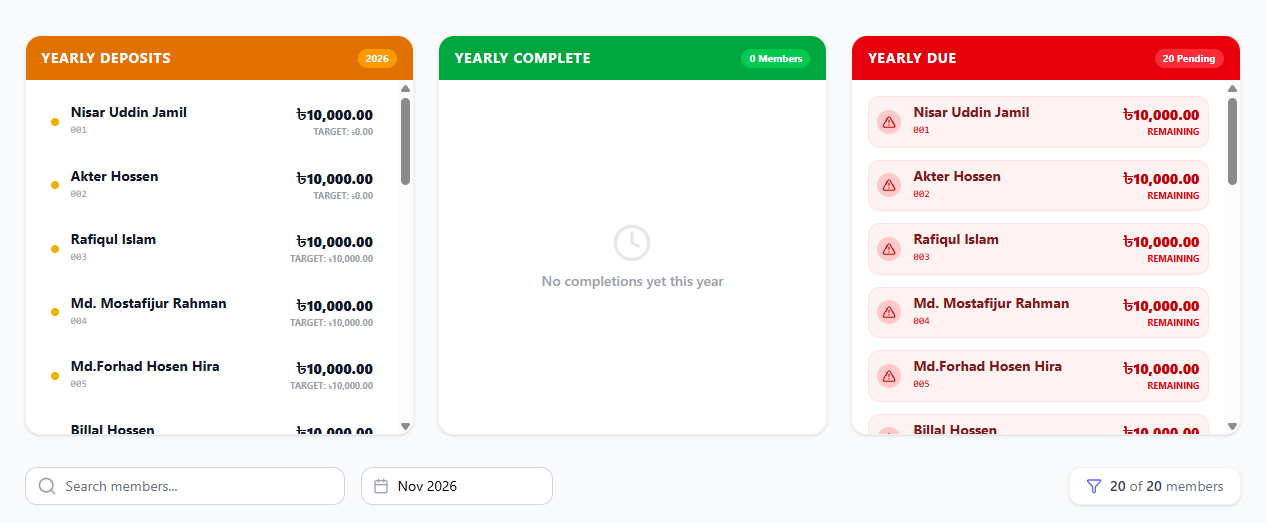 YEARLY DEPOSITS 2026
Nisar Uddin Jamil ৳10,000.00
001 TARGET: ৳0.00
Akter Hossen ৳10,000.00
002 TARGET: ৳0.00
Rafiqul Islam ৳10,000.00
003 TARGET: ৳10,000.00
Md. Mostafijur Rahman ৳10,000.00
004 TARGET: ৳10,000.00
Md.Forhad Hosen Hira ৳10,000.00
005 TARGET: ৳10,000.00
Billal Hossen ৳10,000.00
YEARLY COMPLETE 0 Members
No completions yet this year
YEARLY DUE 20 Pending
Nisar Uddin Jamil ৳10,000.00
001 REMAINING
Akter Hossen ৳10,000.00
002 REMAINING
Rafiqul Islam ৳10,000.00
003 REMAINING
Md. Mostafijur Rahman ৳10,000.00
004 REMAINING
Md.Forhad Hosen Hira ৳10,000.00
005 REMAINING
Billal Hossen ৳10,000.00
Search members... Nov 2026 20 of 20 members